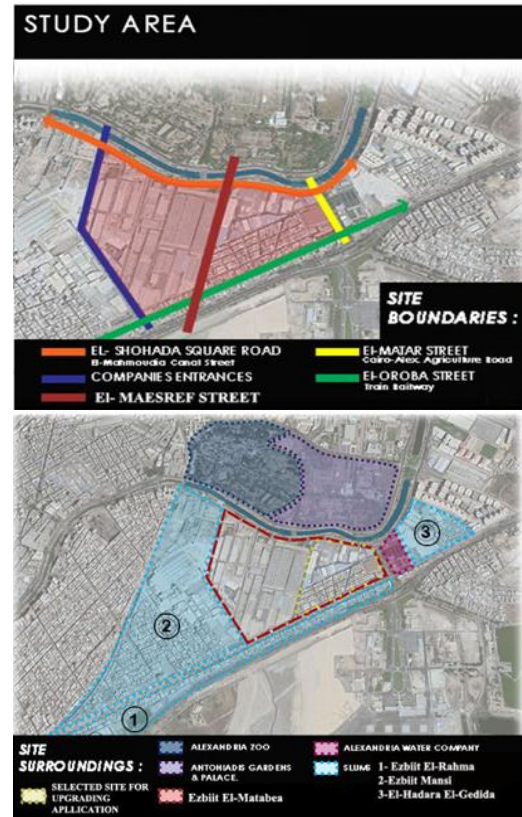 STUDY AREA
SITE
BOUNDARIES :
EL- SHOHADA SQUARE ROAD
El-Mahmoudia Canal Street
El-MATAR STREET
Cairo-Alex. Agriculture Road
COMPANIES ENTRANCES
El-OROBA STREET
Train Railway
El- MAESREF STREET
3
2
1
SITE
SURROUNDINGS :
ALEXANDRIA ZOO
ALEXANDRIA WATER COMPANY
ANTONIADIS GARDENS
& PALACE.
SLUMS 1- Ezbiit El-Rahma
2-Ezbiit Mansi
3-El-Hadara El-Gedida
SELECTED SITE FOR
UPGRADING
APLLICATION
Ezbiit El-Matabea